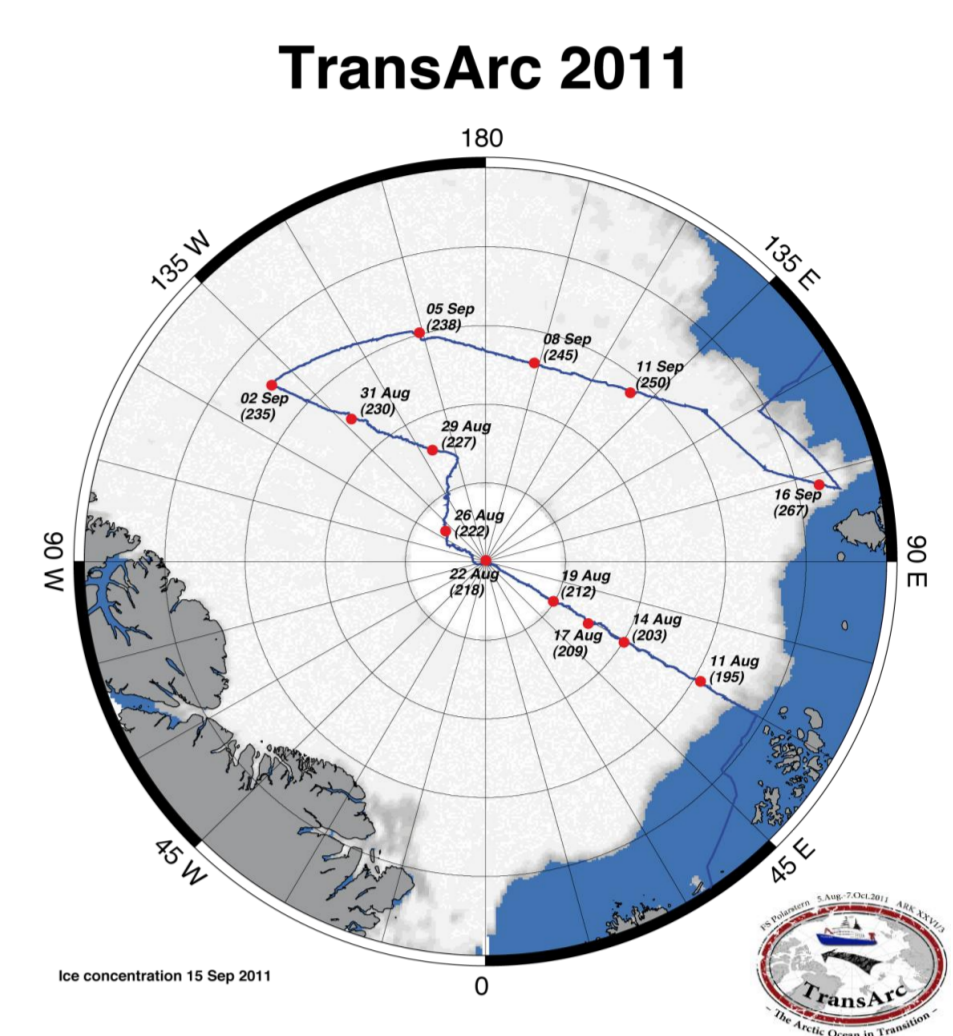 TransArc 2011
180
135 W
135 E
05 Sep
(238)
08 Sep
(245)
11 Sep
(250)
02 Sep
(235)
31 Aug
(230)
29 Aug
(227)
16 Sep
(267)
26 Aug
(222)
90 W
90 E
22 Aug
(218)
19 Aug
(212)
17 Aug
(209)
14 Aug
(203)
11 Aug
(195)
45 W
45 E
0
Ice concentration 15 Sep 2011
FS Polarstern 5.Aug.-7.Oct.2011 ARK XXVI/3
TransArc
- The Arctic Ocean in Transition -